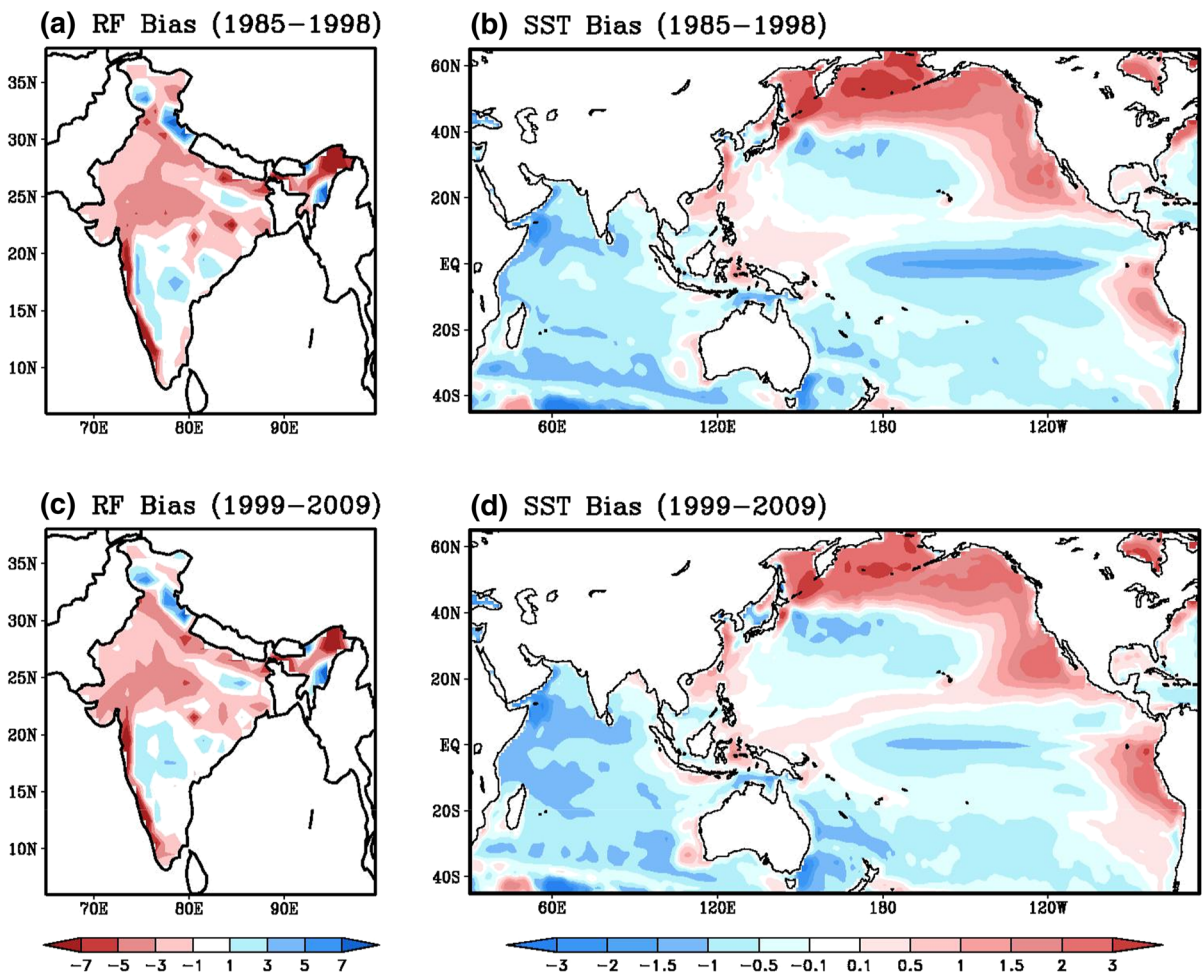 (a) RF Bias (1985−1998)
(b) SST Bias (1985−1998)
35N
30N
25N
20N
15N
10N
70E 80E 90E
60N
40N
20N
EQ
20S
40S
60E 120E 180 120W
(c) RF Bias (1999−2009)
(d) SST Bias (1999−2009)
35N
30N
25N
20N
15N
10N
70E 80E 90E
60N
40N
20N
EQ
20S
40S
60E 120E 180 120W
−7 −5 −3 −1 1 3 5 7
−3 −2 −1.5 −1 −0.5 −0.1 0.1 0.5 1 1.5 2 3